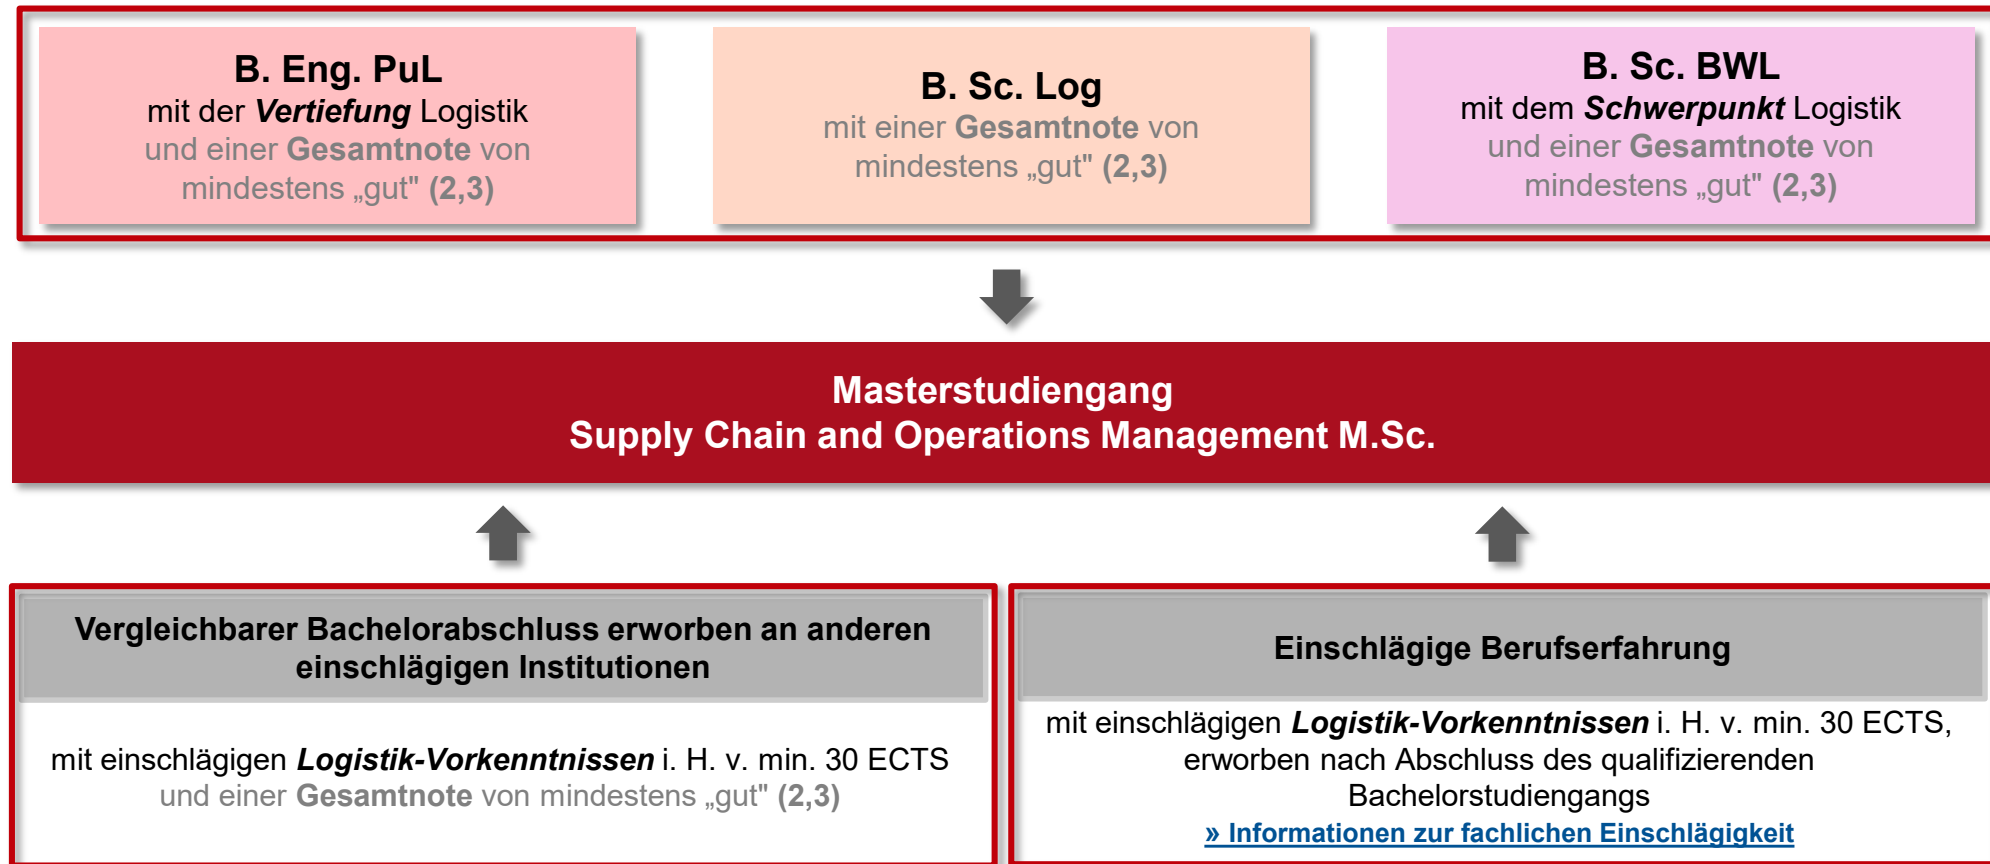 B. Eng. PuL
mit der Vertiefung Logistik
und einer Gesamtnote von
mindestens „gut" (2,3)
B. Sc. Log
mit einer Gesamtnote von
mindestens „gut" (2,3)
B. Sc. BWL
mit dem Schwerpunkt Logistik
und einer Gesamtnote von
mindestens „gut" (2,3)
Masterstudiengang
Supply Chain and Operations Management M.Sc.
Vergleichbarer Bachelorabschluss erworben an anderen
einschlägigen Institutionen
mit einschlägigen Logistik-Vorkenntnissen i. H. v. min. 30 ECTS
und einer Gesamtnote von mindestens „gut" (2,3)
Einschlägige Berufserfahrung
mit einschlägigen Logistik-Vorkenntnissen i. H. v. min. 30 ECTS,
erworben nach Abschluss des qualifizierenden
Bachelorstudiengangs
» Informationen zur fachlichen Einschlägigkeit